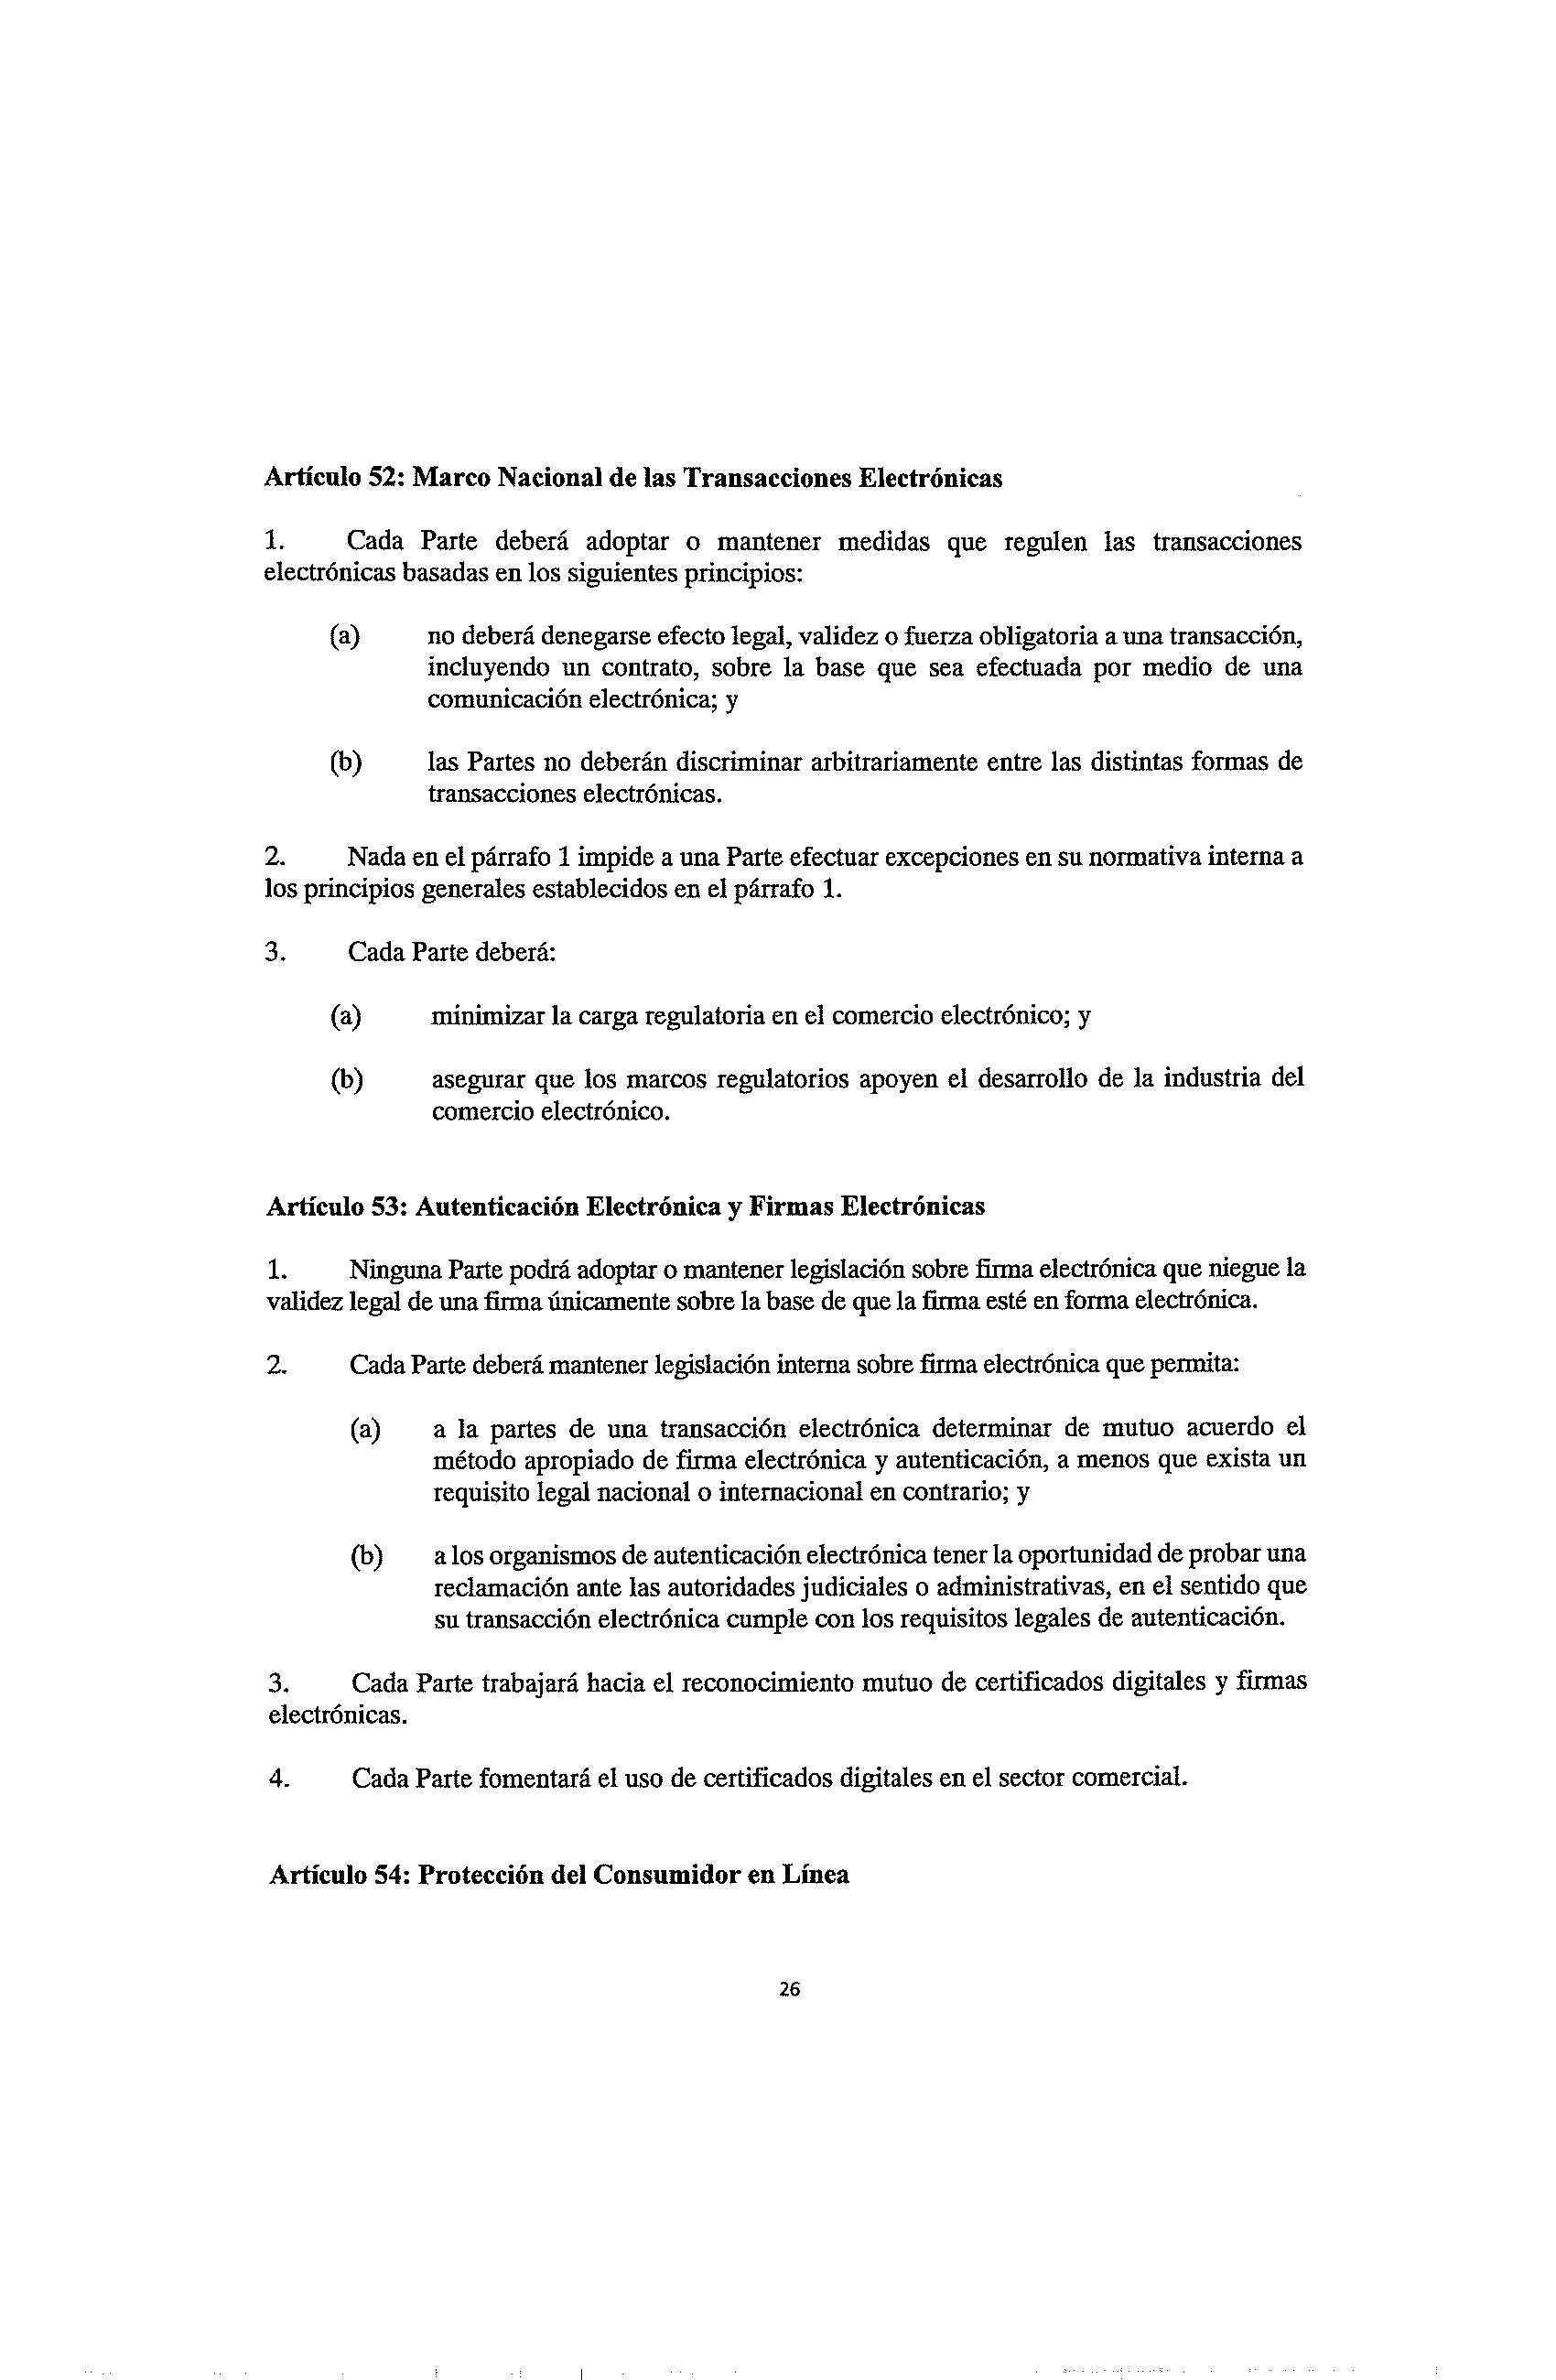 Artículo 52: Marco Nacional de las Transacciones Electrónicas
1. Cada Parte deberá adoptar o mantener medidas que regulen las transacciones
electrónicas basadas en los siguientes principios:
(a) no deberá denegarse efecto legal, validez o fuerza obligatoria a una transacción,
incluyendo un contrato, sobre la base que sea efectuada por medio de una
comunicación electrónica; y
(b) las Partes no deberán discriminar arbitrariamente entre las distintas formas de
transacciones electrónicas.
2. Nada en el párrafo 1 impide a una Parte efectuar excepciones en su normativa interna a
los principios generales establecidos en el párrafo 1.
3. Cada Parte deberá:
(a) minimizar la carga regulatoria en el comercio electrónico; y
(b) asegurar que los marcos regulatorios apoyen el desarrollo de la industria del
comercio electrónico.
Artículo 53: Autenticación Electrónica y Firmas Electrónicas
1. Ninguna Parte podrá adoptar o mantener legislación sobre firma electrónica que niegue la
validez legal de una firma únicamente sobre la base de que la firma esté en forma electrónica.
2. Cada Parte deberá mantener legislación interna sobre firma electrónica que permita:
(a) a la partes de una transacción electrónica determinar de mutuo acuerdo el
método apropiado de firma electrónica y autenticación, a menos que exista un
requisito legal nacional o internacional en contrario; y
(b) a los organismos de autenticación electrónica tener la oportunidad de probar una
reclamación ante las autoridades judiciales o administrativas, en el sentido que
su transacción electrónica cumple con los requisitos legales de autenticación.
3. Cada Parte trabajará hacia el reconocimiento mutuo de certificados digitales y firmas
electrónicas.
4. Cada Parte fomentará el uso de certificados digitales en el sector comercial.
Artículo 54: Protección del Consumidor en Línea
26